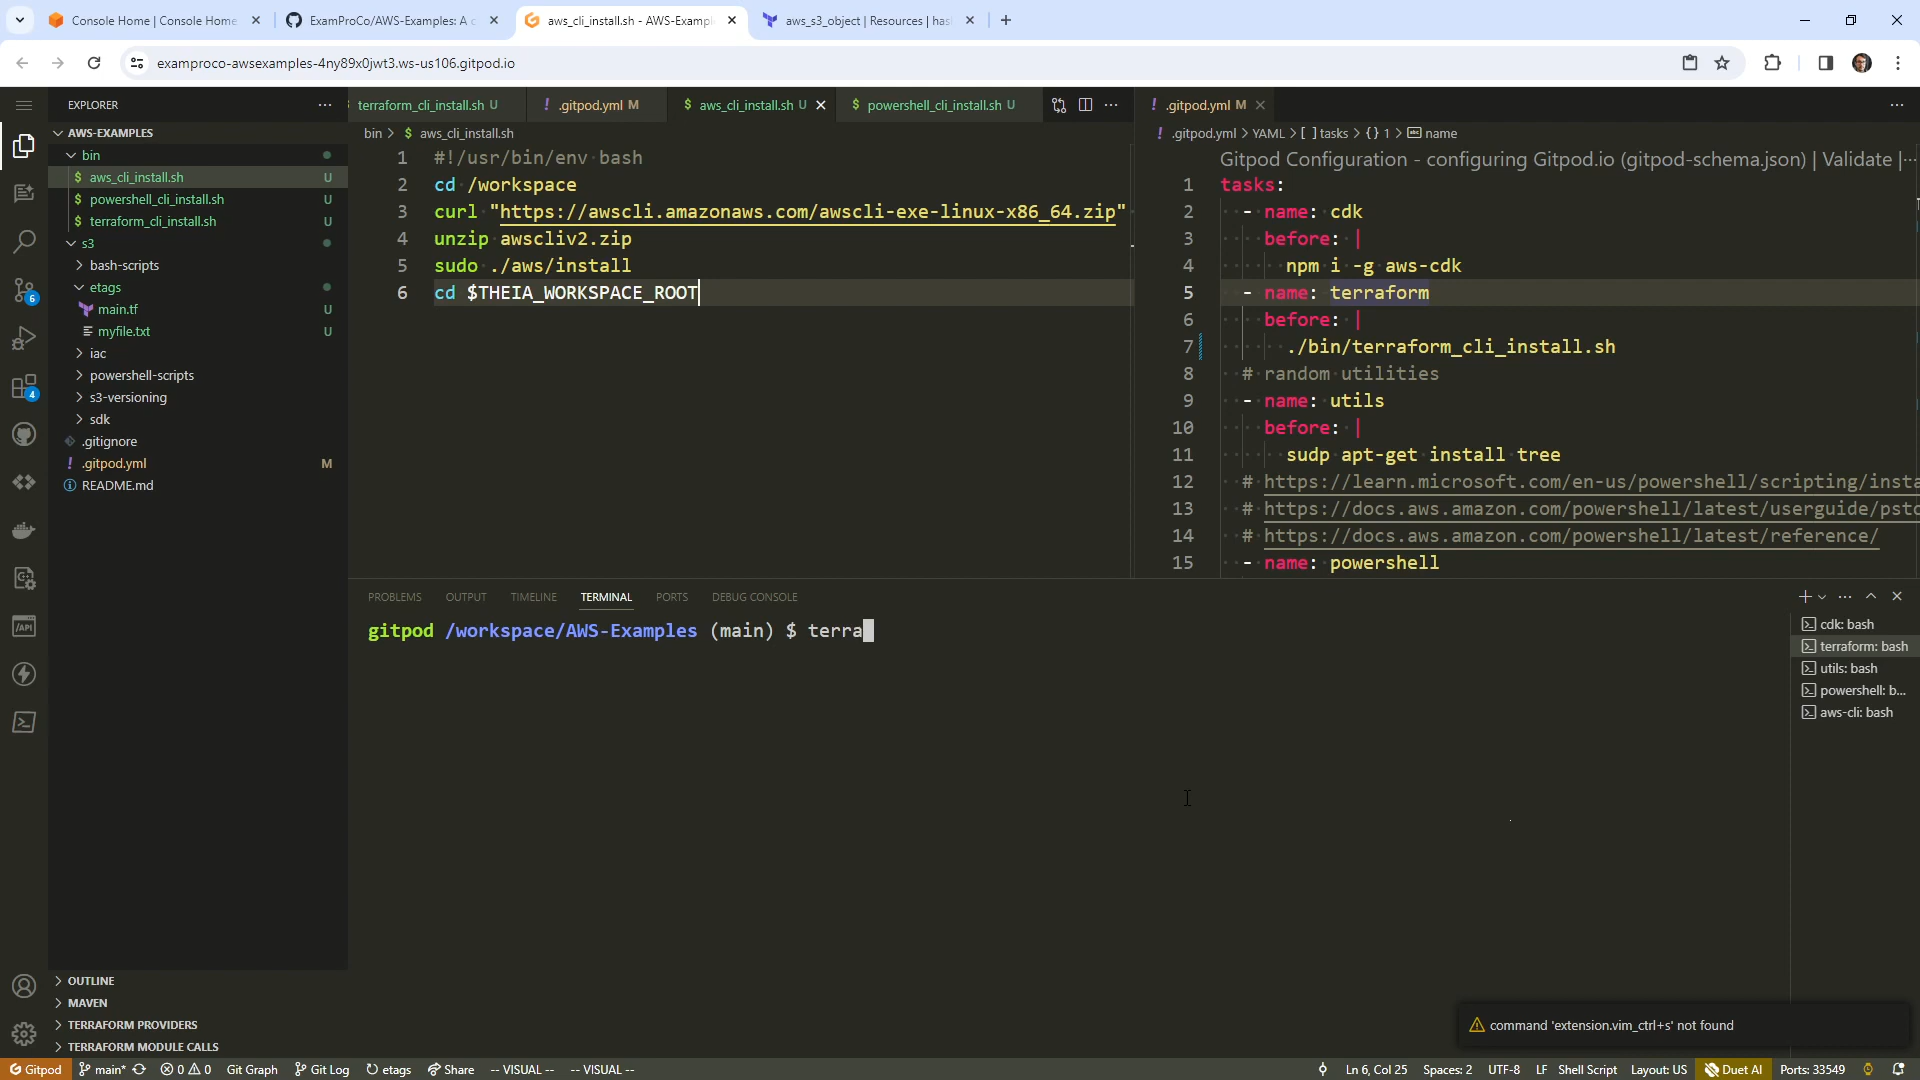 Console Home | Console Home
ExamProCo/AWS-Examples: A c
aws_cli_install.sh - AWS-Exampl
aws_s3_object | Resources | has
examproco-awsexamples-4ny89x0jwt3.ws-us106.gitpod.io
EXPLORER
AWS-EXAMPLES
bin
aws_cli_install.sh U
powershell_cli_install.sh U
terraform_cli_install.sh U
s3
bash-scripts
etags
main.tf U
myfile.txt U
iac
powershell-scripts
s3-versioning
sdk
.gitignore
.gitpod.yml M
README.md
OUTLINE
MAVEN
TERRAFORM PROVIDERS
TERRAFORM MODULE CALLS
6
4
terraform_cli_install.sh U
.gitpod.yml M
aws_cli_install.sh U
powershell_cli_install.sh U
bin > $ aws_cli_install.sh
1 #!/usr/bin/env bash
2 cd /workspace
3 curl "https://awscli.amazonaws.com/awscli-exe-linux-x86_64.zip"
4 unzip awscliv2.zip
5 sudo ./aws/install
6 cd $THEIA_WORKSPACE_ROOT
.gitpod.yml M
.gitpod.yml > YAML > [ ] tasks > {} 1 > name
Gitpod Configuration - configuring Gitpod.io (gitpod-schema.json) | Validate |···
1 tasks:
2 - name: cdk
3 before: |
4 npm i -g aws-cdk
5 - name: terraform
6 before: |
7 ./bin/terraform_cli_install.sh
8 # random utilities
9 - name: utils
10 before: |
11 sudp apt-get install tree
12 # https://learn.microsoft.com/en-us/powershell/scripting/insta
13 # https://docs.aws.amazon.com/powershell/latest/userguide/pstc
14 # https://docs.aws.amazon.com/powershell/latest/reference/
15 - name: powershell
PROBLEMS OUTPUT TIMELINE TERMINAL PORTS DEBUG CONSOLE
gitpod /workspace/AWS-Examples (main) $ terra
cdk: bash
terraform: bash
utils: bash
powershell: b...
aws-cli: bash
command 'extension.vim_ctrl+s' not found
Gitpod main* 0 0 Git Graph Git Log etags Share -- VISUAL -- -- VISUAL -- Ln 6, Col 25 Spaces: 2 UTF-8 LF Shell Script Layout: US Duet AI Ports: 33549